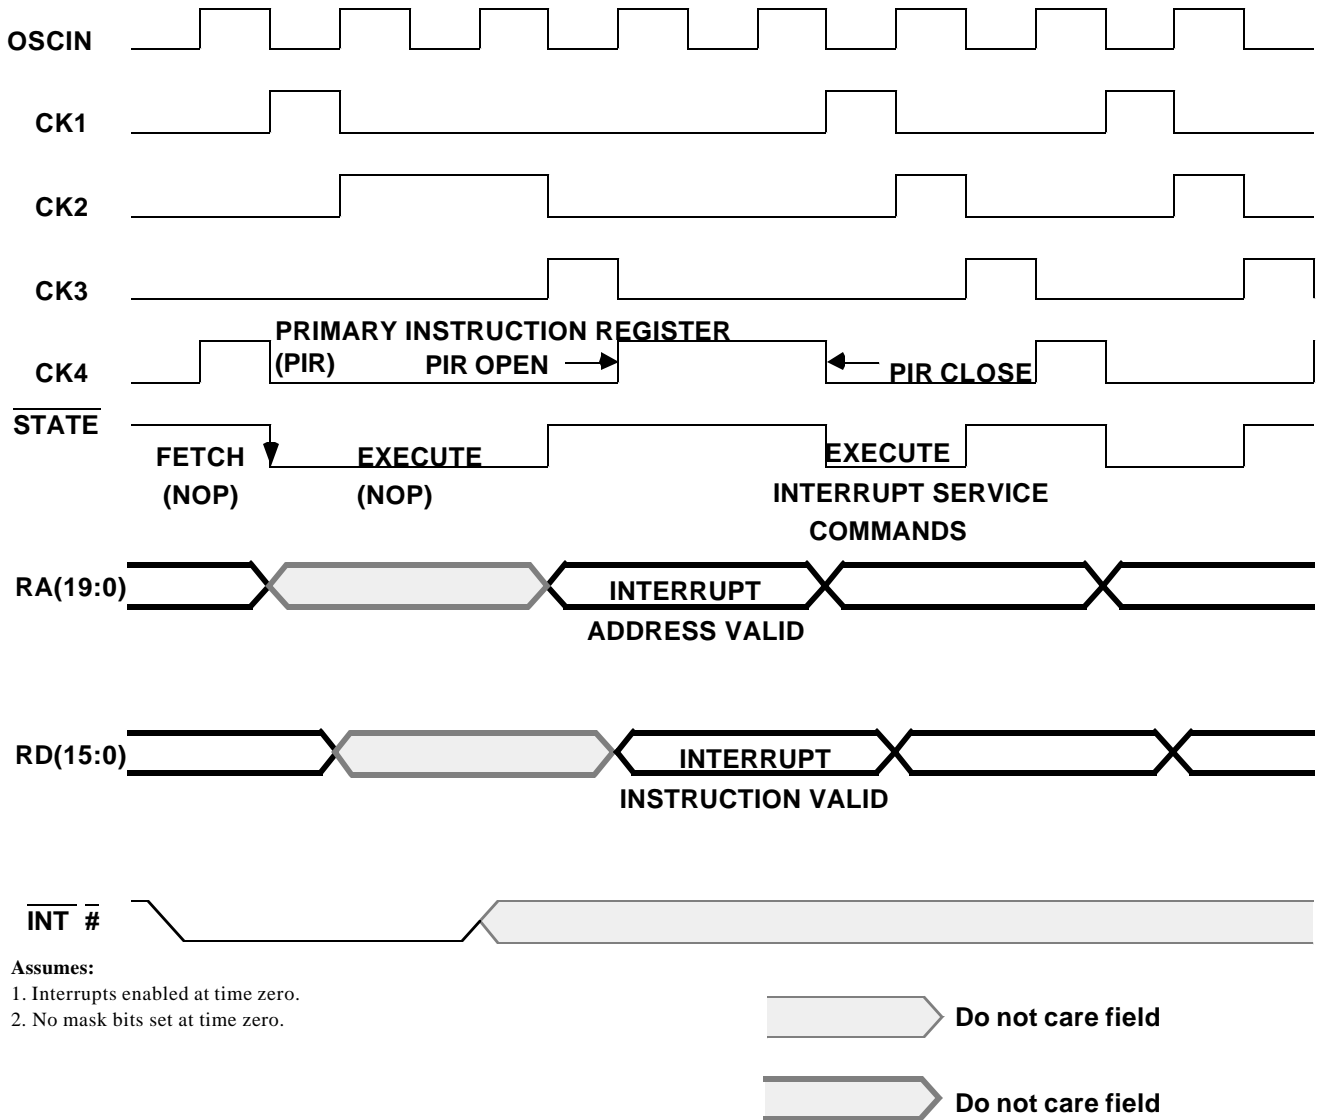 OSCIN
CK1
CK2
CK3
PRIMARY INSTRUCTION REGISTER
(PIR)
PIR OPEN
CK4
PIR CLOSE
STATE
FETCH
(NOP)
EXECUTE
(NOP)
EXECUTE
INTERRUPT SERVICE
COMMANDS
RA(19:0)
INTERRUPT
ADDRESS VALID
RD(15:0)
INTERRUPT
INSTRUCTION VALID
INT #
Assumes:
1. Interrupts enabled at time zero.
2. No mask bits set at time zero.
Do not care field
Do not care field